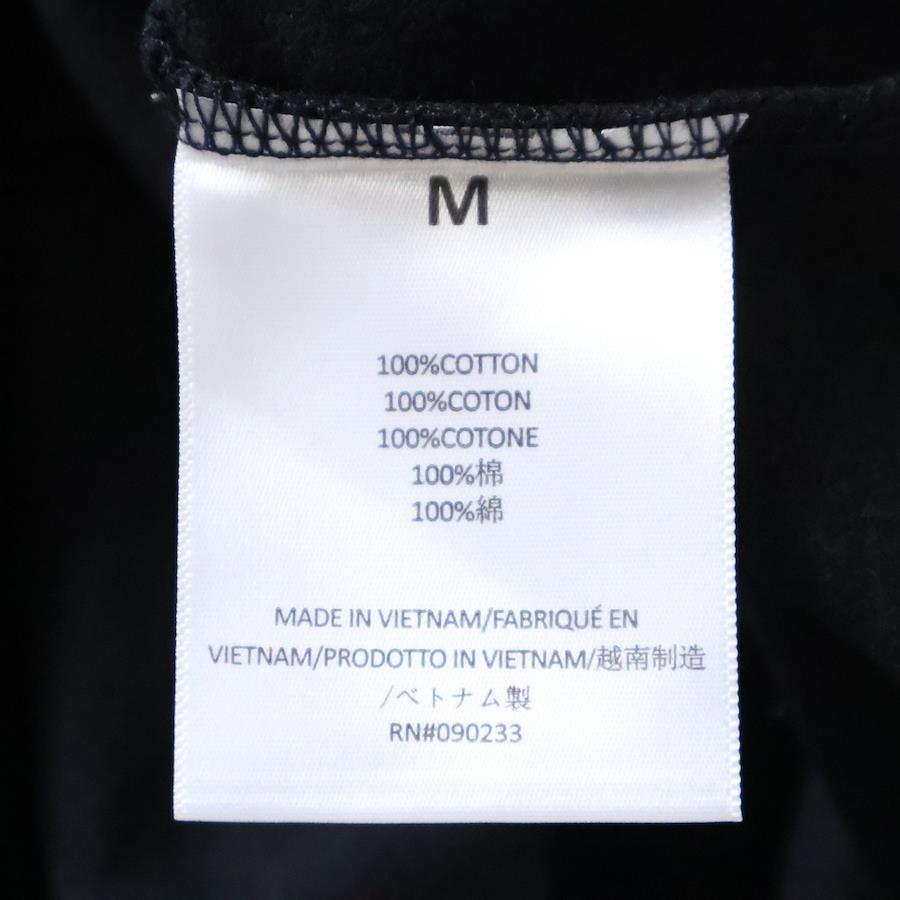 M
100%COTTON
100%COTON
100%COTONE
100%棉
100%綿
MADE IN VIETNAM/FABRIQUÉ EN
VIETNAM/PRODOTTO IN VIETNAM/越南制造
/ベトナム製
RN#090233